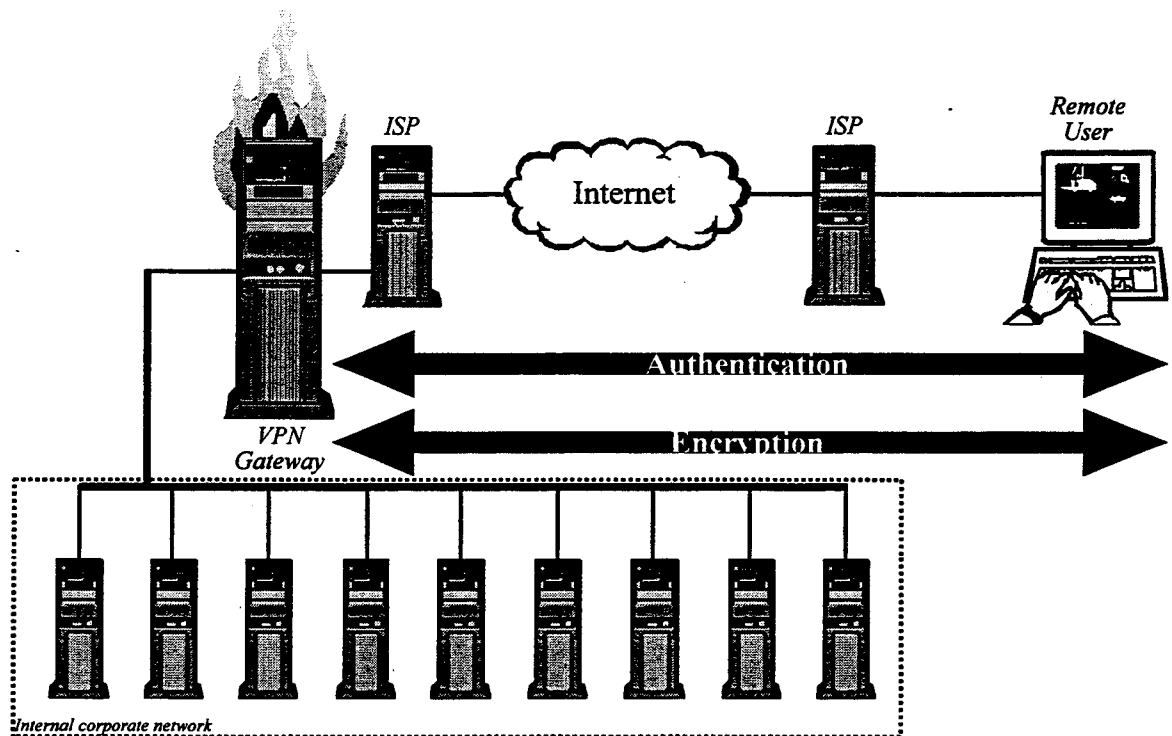 ISP
ISP
Remote
User
Internet
Authentication
Encryption
VPN
Gateway
Internal corporate network